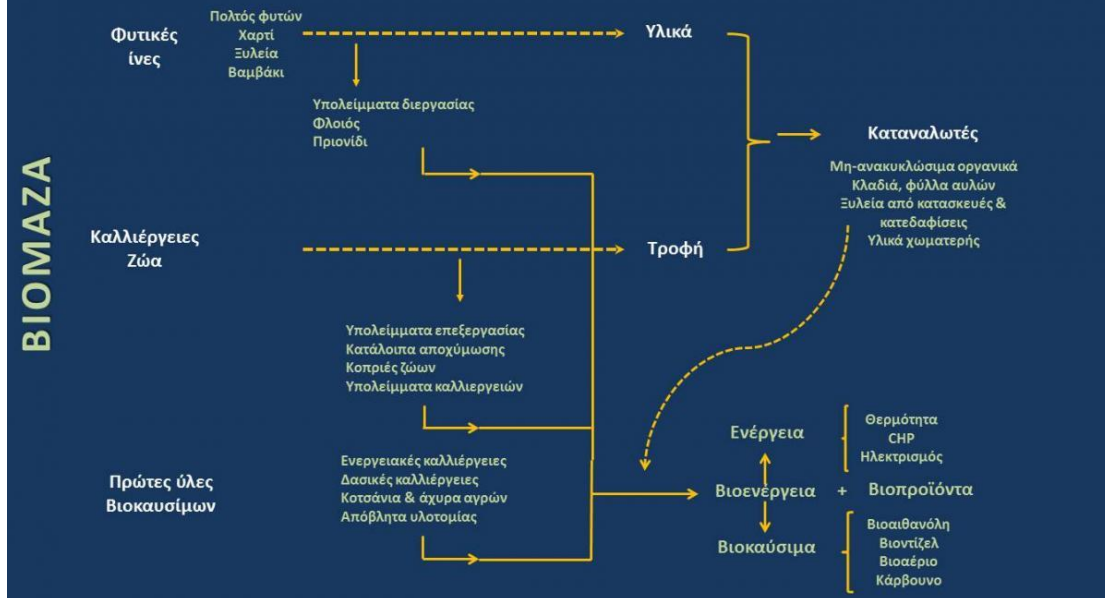 ΒΙΟΜΑΖΑ
Φυτικές
ίνες
Πολτός φυτών
Χαρτί
Ξυλεία
Βαμβάκι
Υλικά
Υπολείμματα διεργασίας
Φλοιός
Πριονίδι
Καταναλωτές
Μη-ανακυκλώσιμα οργανικά
Κλαδιά, φύλλα αυλών
Ξυλεία από κατασκευές &
κατεδαφίσεις
Υλικά χωματερής
Καλλιέργειες
Ζώα
Τροφή
Υπολείμματα επεξεργασίας
Κατάλοιπα αποχύμωσης
Κοπριές ζώων
Υπολείμματα καλλιεργειών
Πρώτες ύλες
Βιοκαυσίμων
Ενεργειακές καλλιέργειες
Δασικές καλλιέργειες
Κοτσάνια & άχυρα αγρών
Απόβλητα υλοτομίας
Ενέργεια
Θερμότητα
CHP
Ηλεκτρισμός
Βιοενέργεια + Βιοπροϊόντα
Βιοκαύσιμα
Βιοαιθανόλη
Βιοντίζελ
Βιοαέριο
Κάρβουνο